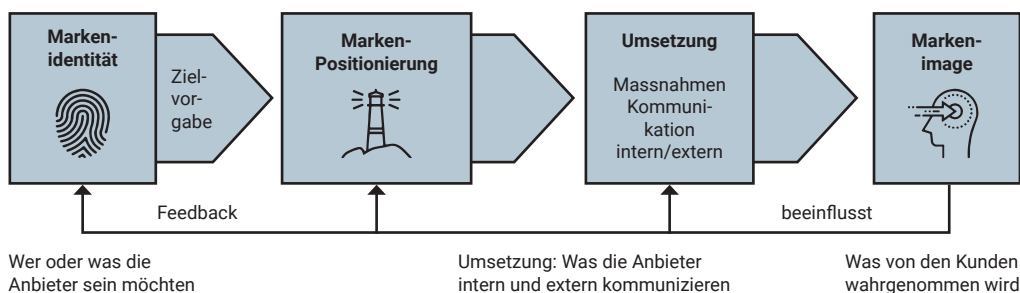 Marken-
identität
Ziel-
vor-
gabe
Marken-
Positionierung
Umsetzung
Massnahmen
Kommuni-
kation
intern/extern
Marken-
image
Feedback
beeinflusst
Wer oder was die
Anbieter sein möchten
Umsetzung: Was die Anbieter
intern und extern kommunizieren
Was von den Kunden
wahrgenommen wird